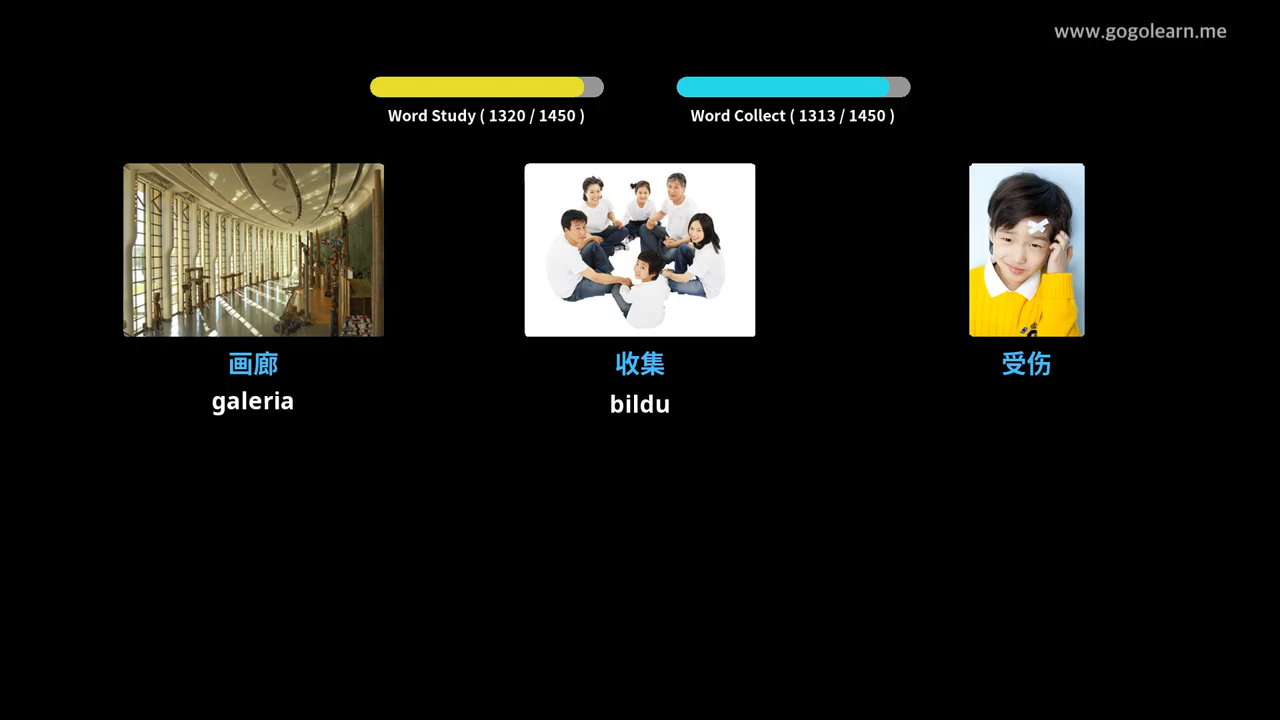 www.gogolearn.me
Word Study ( 1320 / 1450 )
Word Collect ( 1313 / 1450 )
画廊
galeria
收集
bildu
受伤